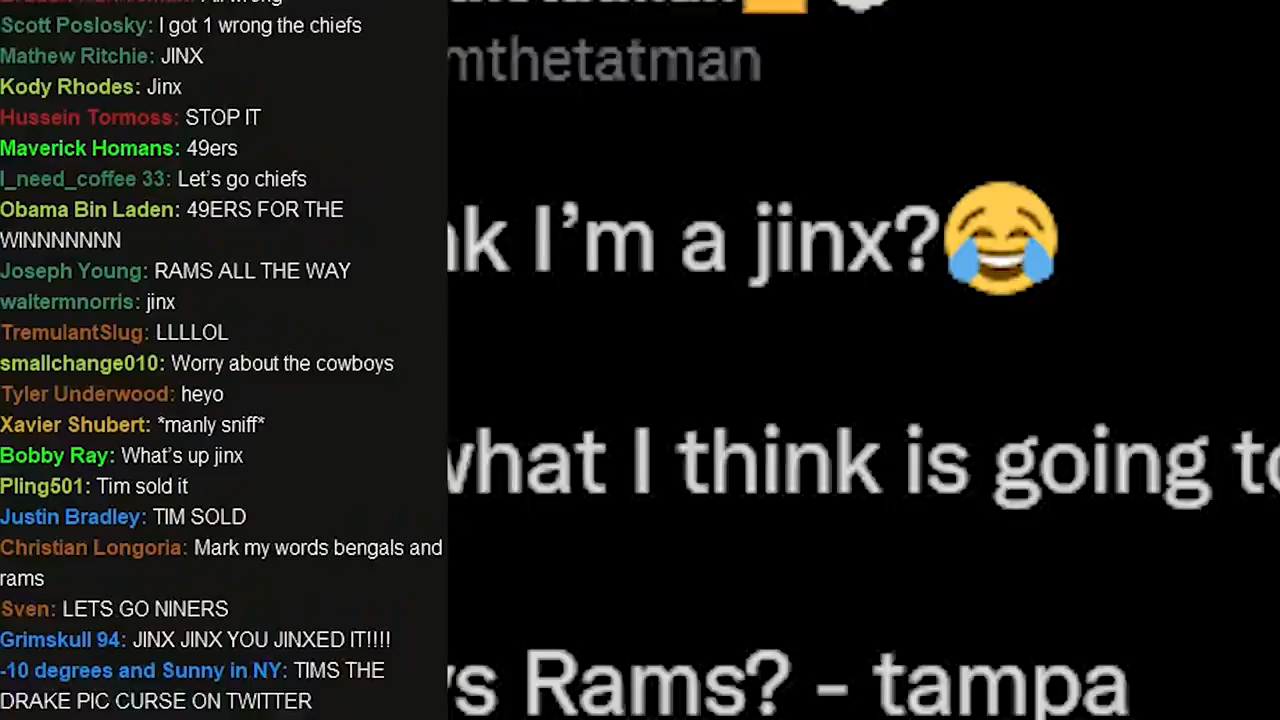 All wrong
Scott Poslosky: I got 1 wrong the chiefs
Mathew Ritchie: JINX
Kody Rhodes: Jinx
Hussein Tormoss: STOP IT
Maverick Homans: 49ers
I_need_coffee 33: Let's go chiefs
Obama Bin Laden: 49ERS FOR THE
WINNNNNNN
Joseph Young: RAMS ALL THE WAY
waltermnorris: jinx
TremulantSlug: LLLLOL
smallchange010: Worry about the cowboys
Tyler Underwood: heyo
Xavier Shubert: *manly sniff*
Bobby Ray: What's up jinx
Pling501: Tim sold it
Justin Bradley: TIM SOLD
Christian Longoria: Mark my words bengals and
rams
Sven: LETS GO NINERS
Grimskull 94: JINX JINX YOU JINXED IT!!!!
-10 degrees and Sunny in NY: TIMS THE
DRAKE PIC CURSE ON TWITTER
mthetatman
nk I'm a jinx?😂
what I think is going to
vs Rams? - tampa